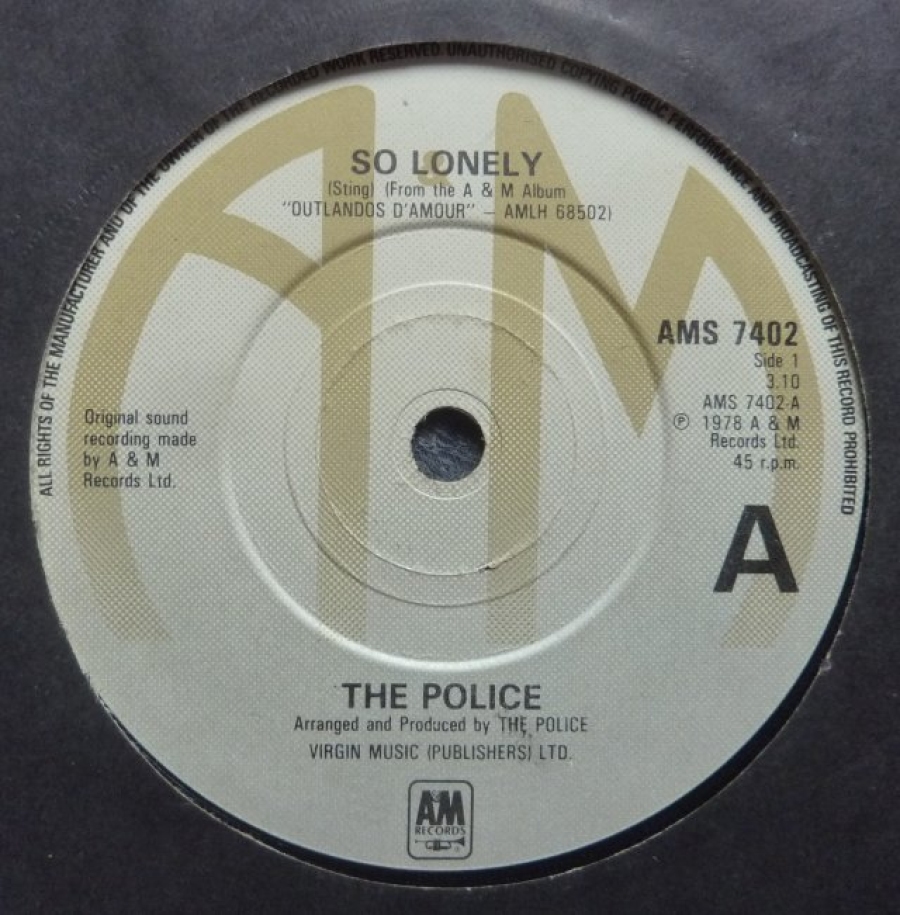 ALL RIGHTS OF THE MANUFACTURER AND OF THE OWNER OF THE RECORDED WORK RESERVED UNAUTHORISED COPYING PUBLIC PERFORMANCE AND BROADCASTING OF THIS RECORD PROHIBITED
SO LONELY
(Sting) (From the A & M Album
"OUTLANDOS D'AMOUR" – AMLH 68502)
AMS 7402
Side 1
3.10
AMS 7402-A
℗ 1978 A & M
Records Ltd.
45 r.p.m.
A
Original sound
recording made
by A & M
Records Ltd.
THE POLICE
Arranged and Produced by THE POLICE
VIRGIN MUSIC (PUBLISHERS) LTD.
A&M
RECORDS